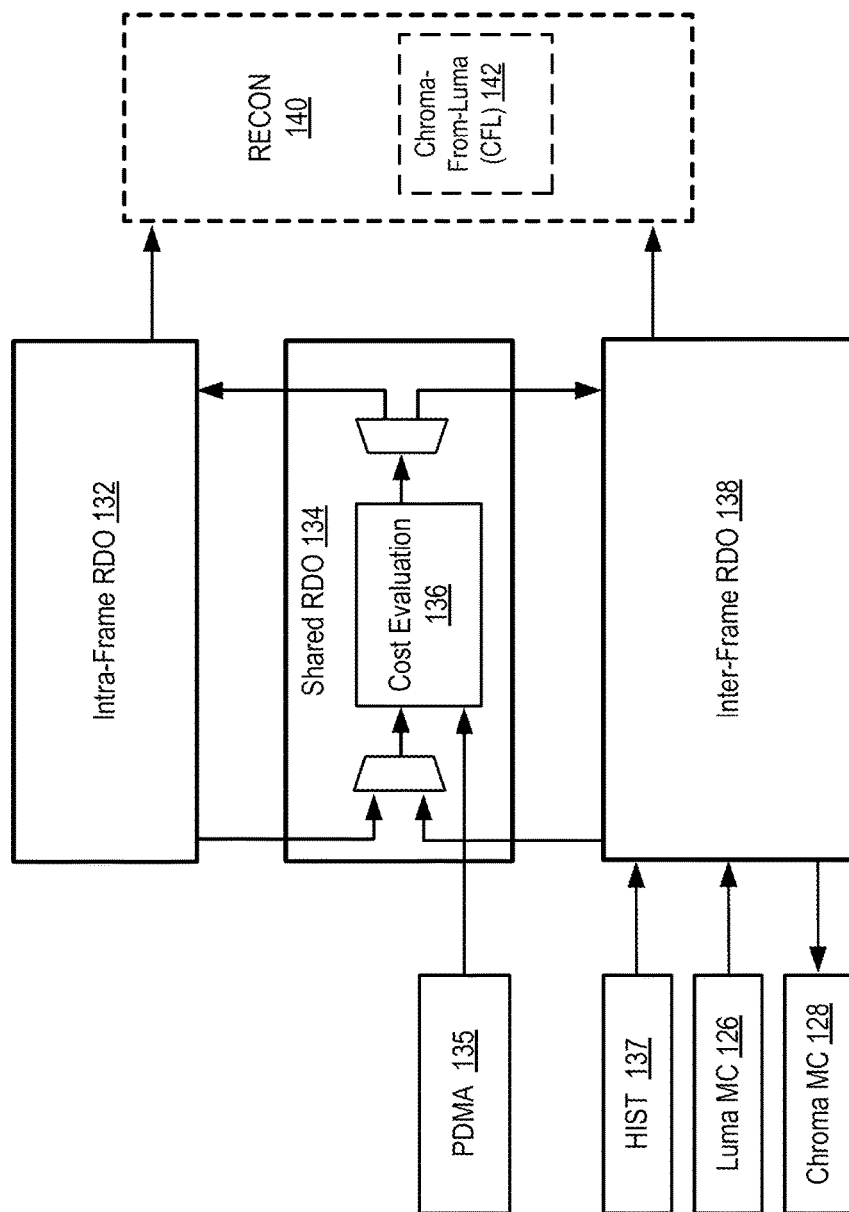 Intra-Frame RDO 132
Shared RDO 134
Cost Evaluation
136
Inter-Frame RDO 138
RECON
140
Chroma-
From-Luma
(CFL) 142
PDMA 135
HIST 137
Luma MC 126
Chroma MC 128